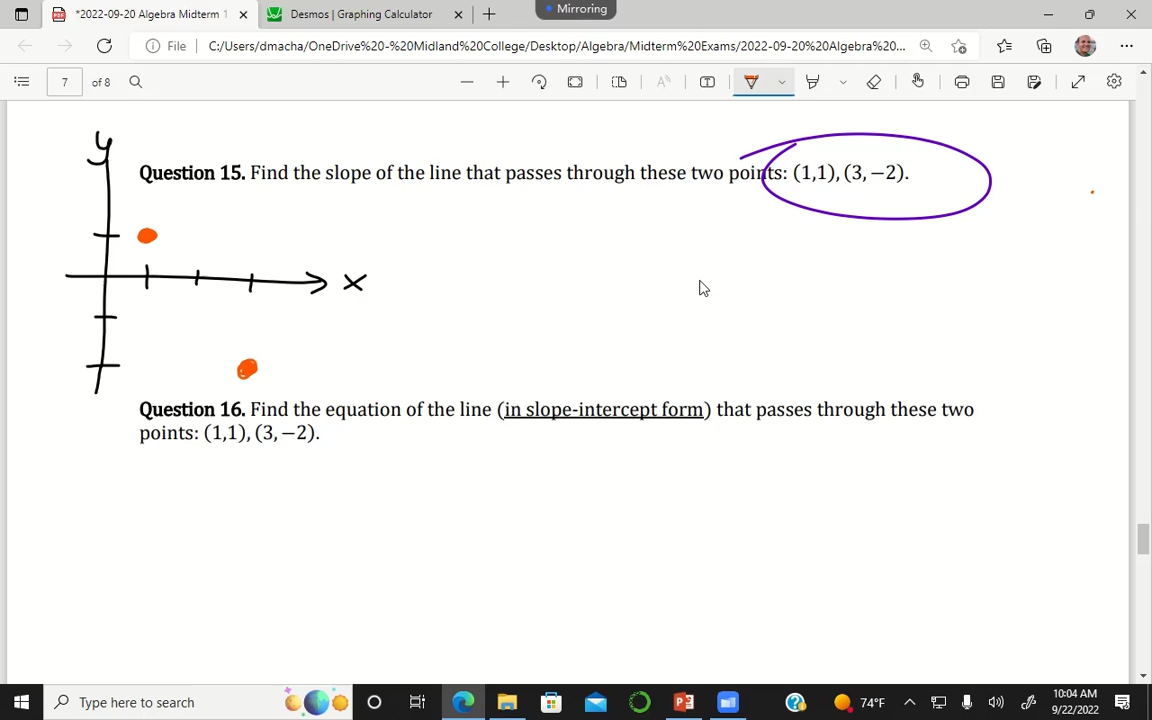 *2022-09-20 Algebra Midterm 1
Desmos | Graphing Calculator
Mirroring
File
C:/Users/dmacha/OneDrive%20-%20Midland%20College/Desktop/Algebra/Midterm%20Exams/2022-09-20%20Algebra%20...
7 of 8
y
Question 15. Find the slope of the line that passes through these two points: (1,1), (3, −2).
x
Question 16. Find the equation of the line (in slope-intercept form) that passes through these two
points: (1,1), (3, −2).
Type here to search
74°F
10:04 AM
9/22/2022